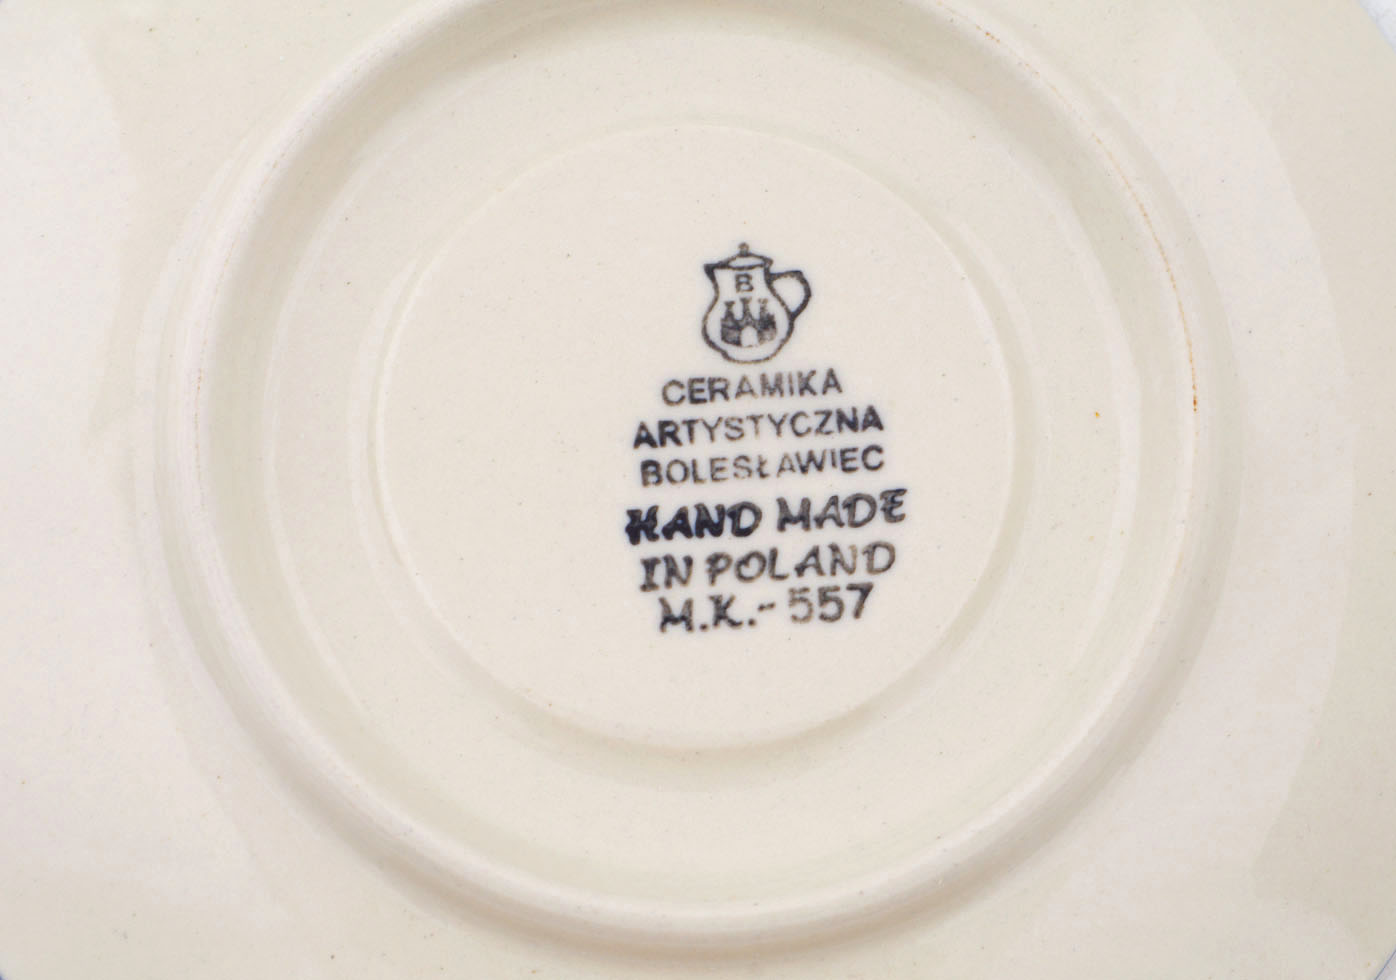 B
CERAMIKA
ARTYSTYCZNA
BOLESŁAWIEC
HAND MADE
IN POLAND
M.K.-557